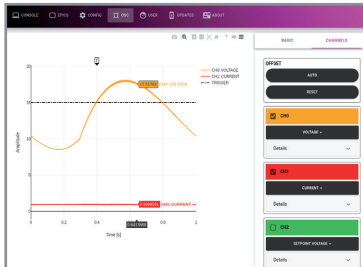 CONSOLE
EPICS
CONFIG
OSC
USER
UPDATES
ABOUT
BASIC
CHANNELS
OFFSET
AUTO
RESET
CH0
VOLTAGE
Details
CH1
CURRENT
Details
CH2
SETPOINT VOLTAGE
Details
CH0: VOLTAGE
CH1: CURRENT
TRIGGER
20
15
10
5
0
Amplitude
CH0: VOLTAGE
CH1: CURRENT
0
0.2
0.4
0.8
1
Time [s]